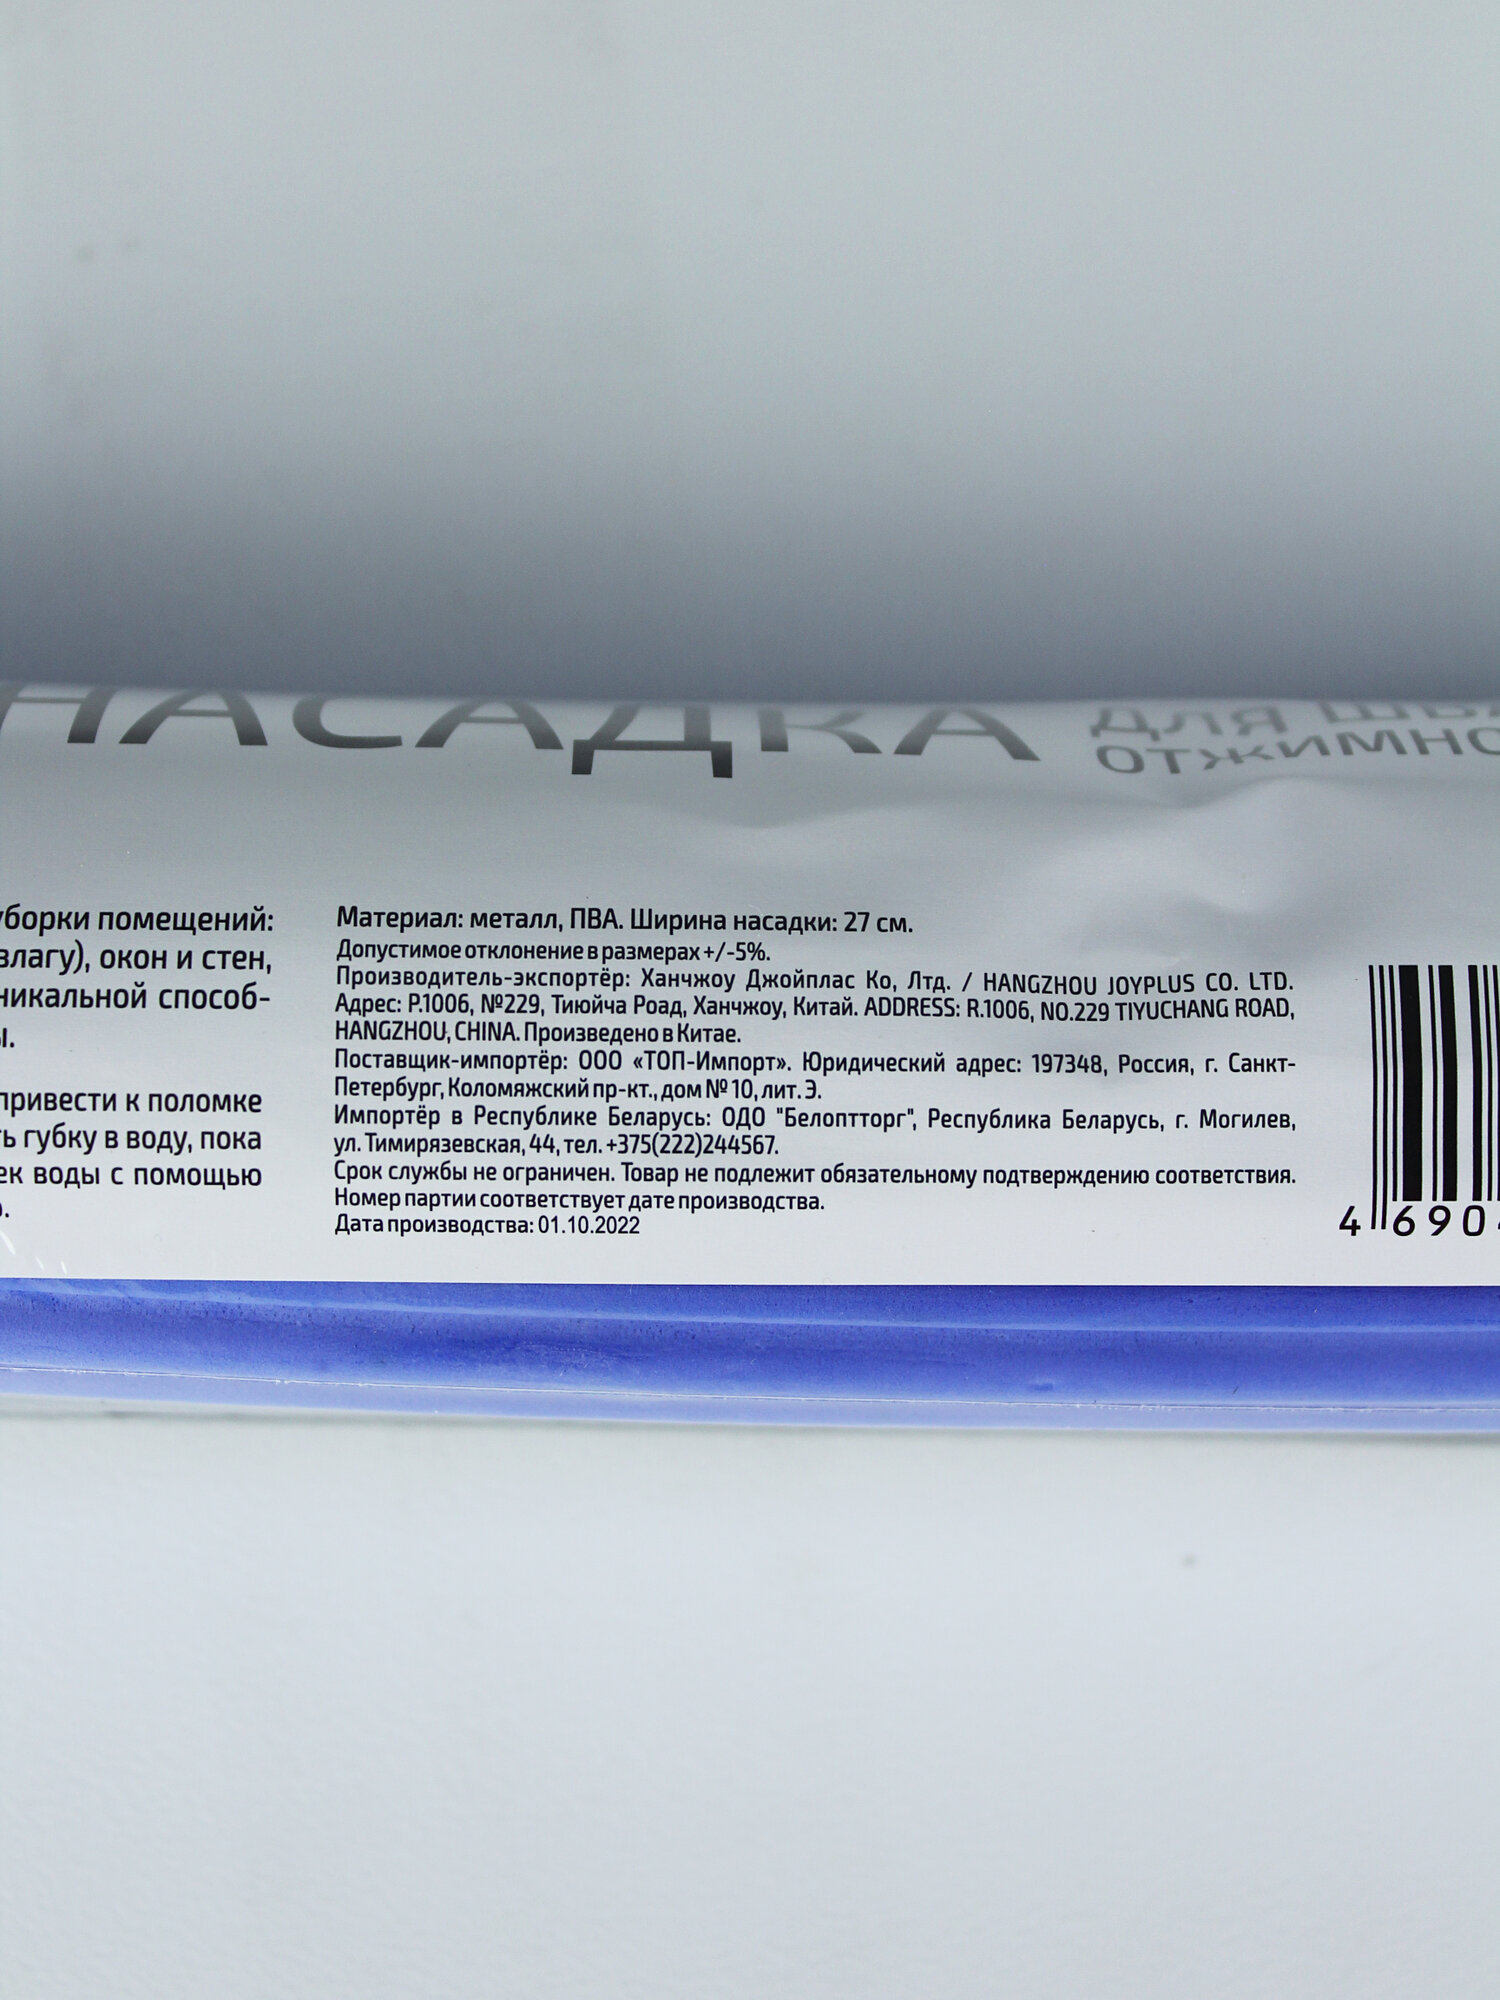 НАСАДКА
для
отжимно
уборки помещений:
влагу), окон и стен,
никальной способ-
ы.
привести к поломке
ть губку в воду, пока
ек воды с помощью
Материал: металл, ПВА. Ширина насадки: 27 см.
Допустимое отклонение в размерах +/-5%.
Производитель-экспортёр: Ханчжоу Джойплас Ко, Лтд. / HANGZHOU JOYPLUS CO. LTD.
Адрес: Р.1006, №229, Тиюйча Роад, Ханчжоу, Китай. ADDRESS: R.1006, NO.229 TIYUCHANG ROAD,
HANGZHOU, CHINA. Произведено в Китае.
Поставщик-импортёр: ООО «ТОП-Импорт». Юридический адрес: 197348, Россия, г. Санкт-
Петербург, Коломяжский пр-кт., дом № 10, лит. Э.
Импортёр в Республике Беларусь: ОДО "Белоптторг", Республика Беларусь, г. Могилев,
ул. Тимирязевская, 44, тел. +375(222)244567.
Срок службы не ограничен. Товар не подлежит обязательному подтверждению соответствия.
Номер партии соответствует дате производства.
Дата производства: 01.10.2022
4 690